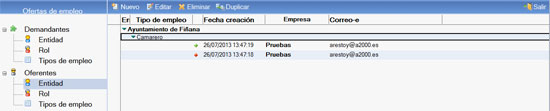 Ofertas de empleo
Nuevo Editar Eliminar Duplicar Salir
Er Tipo de empleo Fecha creación Empresa Correo-e
Demandantes
Entidad
Rol
Tipos de empleo
Oferentes
Entidad
Rol
Tipos de empleo
Ayuntamiento de Fiñana
Camarero
26/07/2013 13:47:19 Pruebas arestoy@a2000.es
26/07/2013 13:47:18 Pruebas arestoy@a2000.es